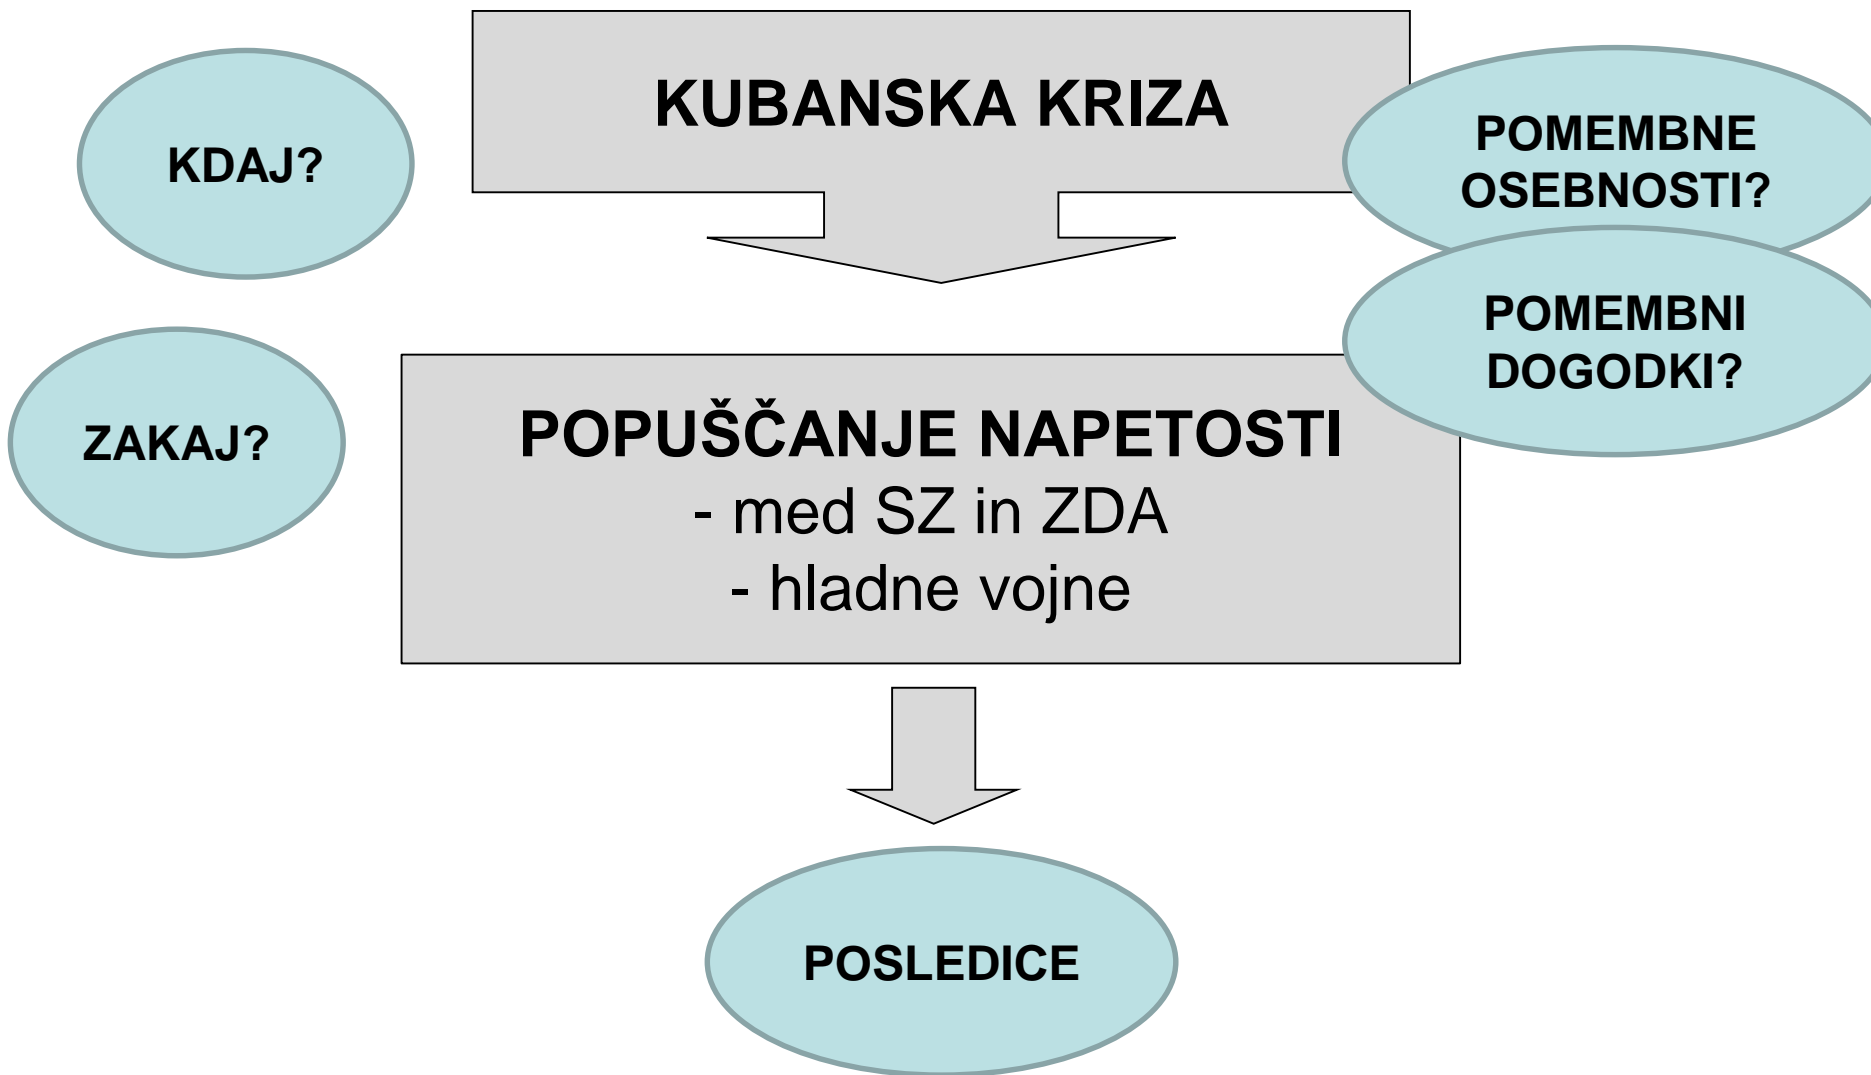 KUBANSKA KRIZA
KDAJ?
POMEMBNE
OSEBNOSTI?
POMEMBNI
DOGODKI?
ZAKAJ?
POPUŠČANJE NAPETOSTI
- med SZ in ZDA
- hladne vojne
POSLEDICE